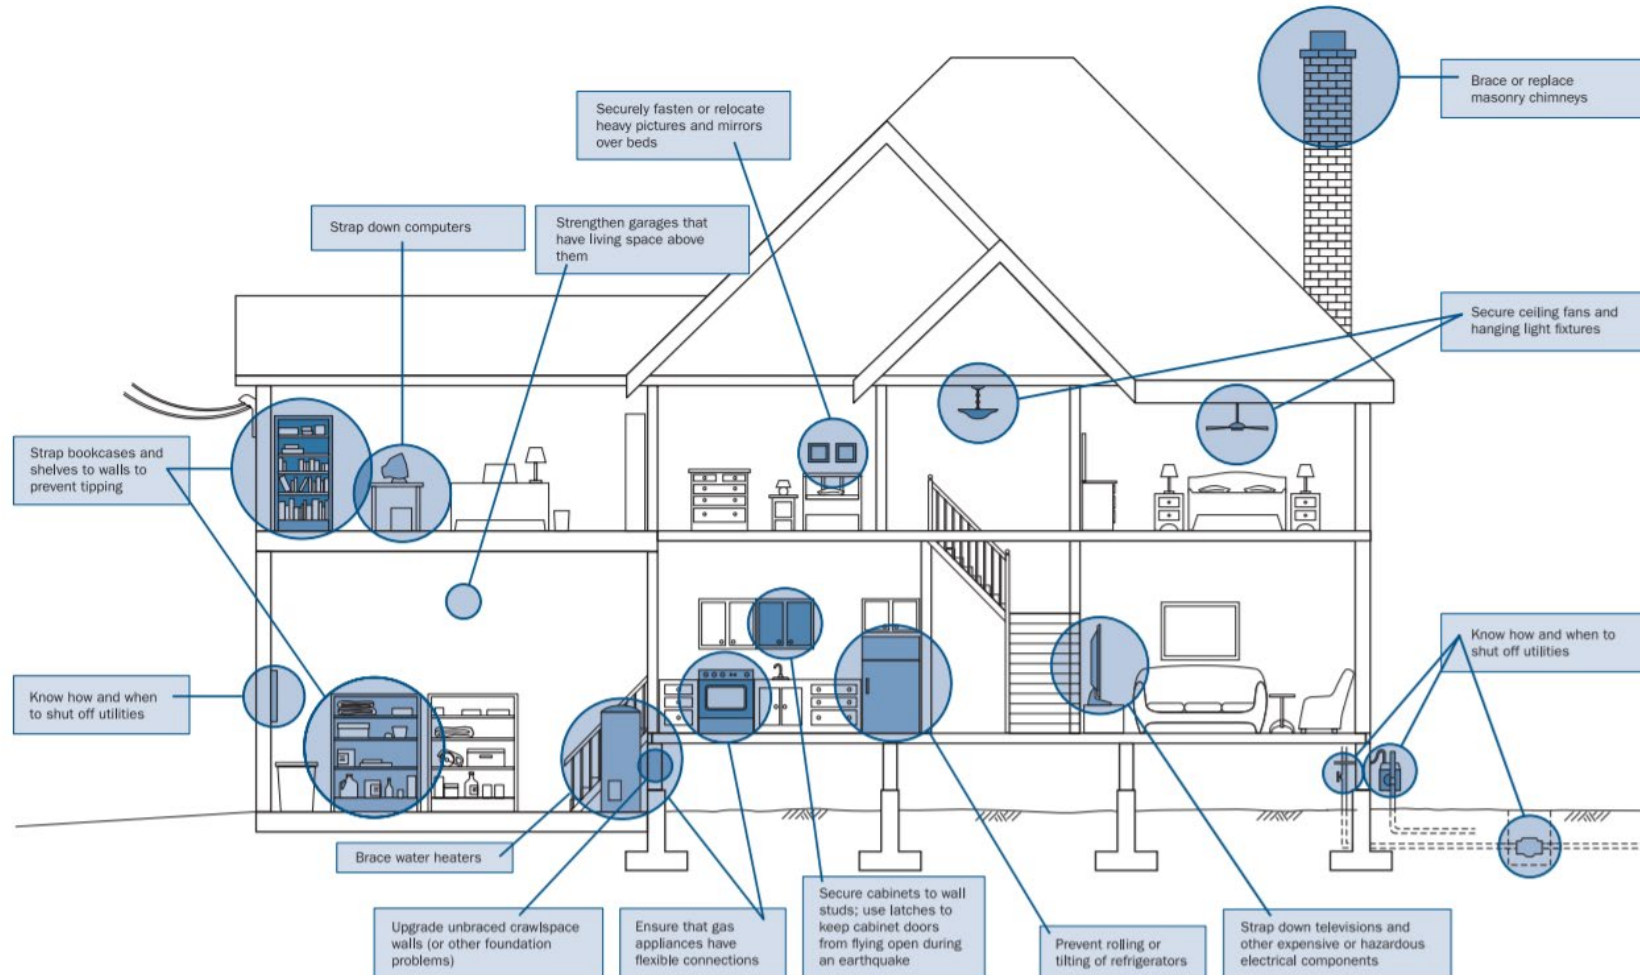 Brace or replace
masonry chimneys
Securely fasten or relocate
heavy pictures and mirrors
over beds
Strap down computers
Strengthen garages that
have living space above
them
Secure ceiling fans and
hanging light fixtures
Strap bookcases and
shelves to walls to
prevent tipping
Know how and when to
shut off utilities
Know how and when
to shut off utilities
Brace water heaters
Upgrade unbraced crawlspace
walls (or other foundation
problems)
Ensure that gas
appliances have
flexible connections
Secure cabinets to wall
studs; use latches to
keep cabinet doors
from flying open during
an earthquake
Prevent rolling or
tilting of refrigerators
Strap down televisions and
other expensive or hazardous
electrical components